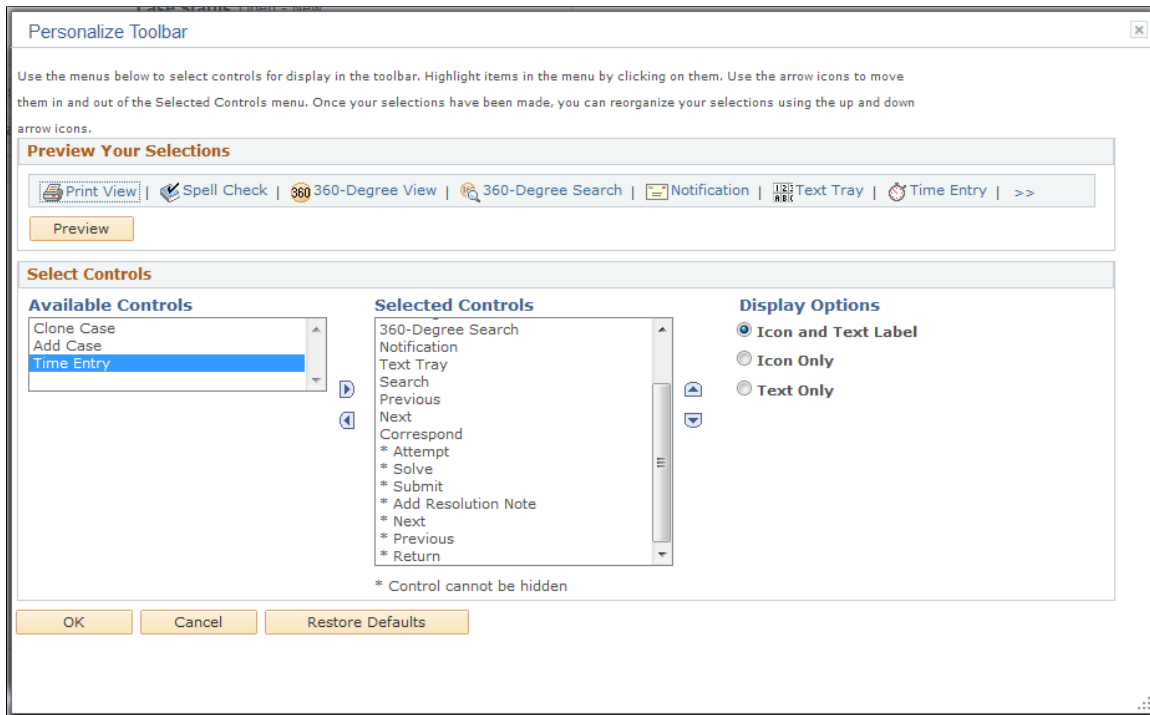 Personalize Toolbar
Use the menus below to select controls for display in the toolbar. Highlight items in the menu by clicking on them. Use the arrow icons to move
them in and out of the Selected Controls menu. Once your selections have been made, you can reorganize your selections using the up and down
arrow icons.
Preview Your Selections
Print View | Spell Check | 360 360-Degree View | 360-Degree Search | Notification | Text Tray | Time Entry | >>
Preview
Select Controls
Available Controls
Clone Case
Add Case
Time Entry
Selected Controls
360-Degree Search
Notification
Text Tray
Search
Previous
Next
Correspond
* Attempt
* Solve
* Submit
* Add Resolution Note
* Next
* Previous
* Return
* Control cannot be hidden
Display Options
Icon and Text Label
Icon Only
Text Only
OK Cancel Restore Defaults